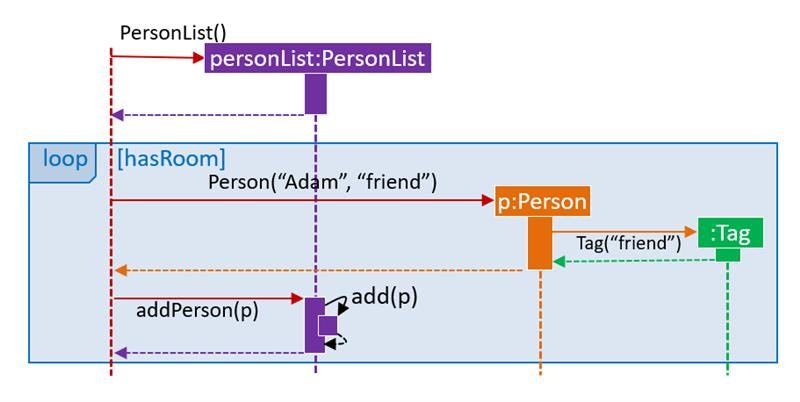 PersonList()
personList:PersonList
loop [hasRoom]
Person(“Adam”, “friend”)
p:Person
:Tag
Tag(“friend”)
addPerson(p)
add(p)